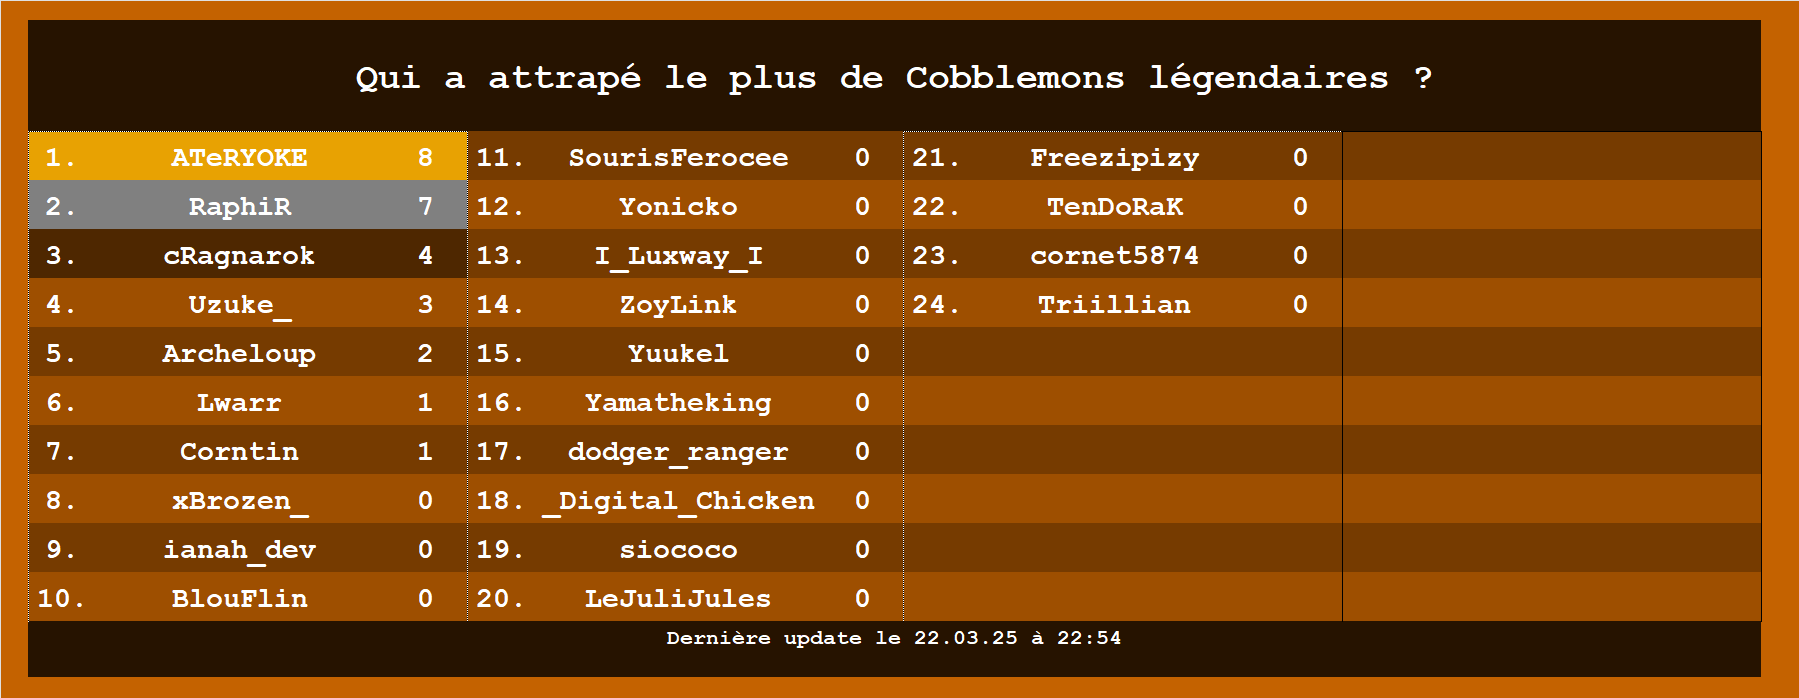 Qui a attrapé le plus de Cobblemons légendaires ?
1. ATeRYOKE 8
2. RaphiR 7
3. cRagnarok 4
4. Uzuke_ 3
5. Archeloup 2
6. Lwarr 1
7. Corntin 1
8. xBrozen_ 0
9. ianah_dev 0
10. BlouFlin 0
11. SourisFerocee 0
12. Yonicko 0
13. I_Luxway_I 0
14. ZoyLink 0
15. Yuukel 0
16. Yamatheking 0
17. dodger_ranger 0
18. _Digital_Chicken 0
19. siococo 0
20. LeJuliJules 0
21. Freezipizy 0
22. TenDoRaK 0
23. cornet5874 0
24. Triillian 0
Dernière update le 22.03.25 à 22:54